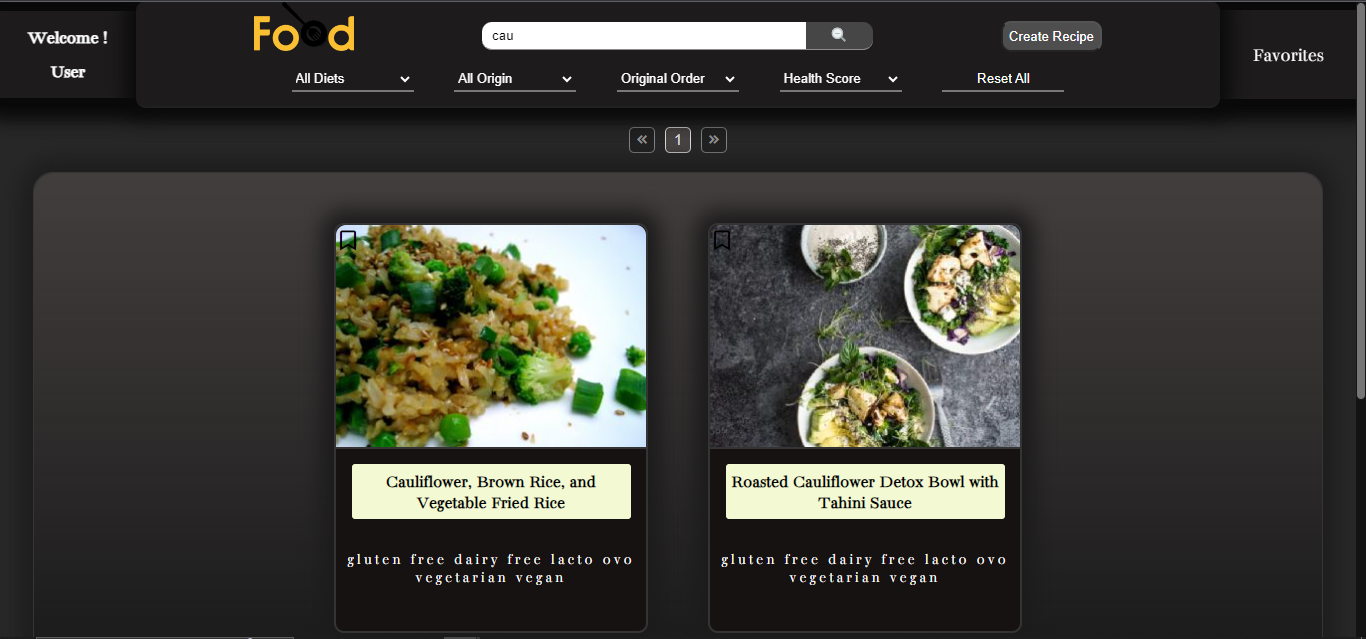 Welcome !
User
Food
cau
Create Recipe
Favorites
All Diets
All Origin
Original Order
Health Score
Reset All
« 1 »
Cauliflower, Brown Rice, and
Vegetable Fried Rice
gluten free dairy free lacto ovo
vegetarian vegan
Roasted Cauliflower Detox Bowl with
Tahini Sauce
gluten free dairy free lacto ovo
vegetarian vegan